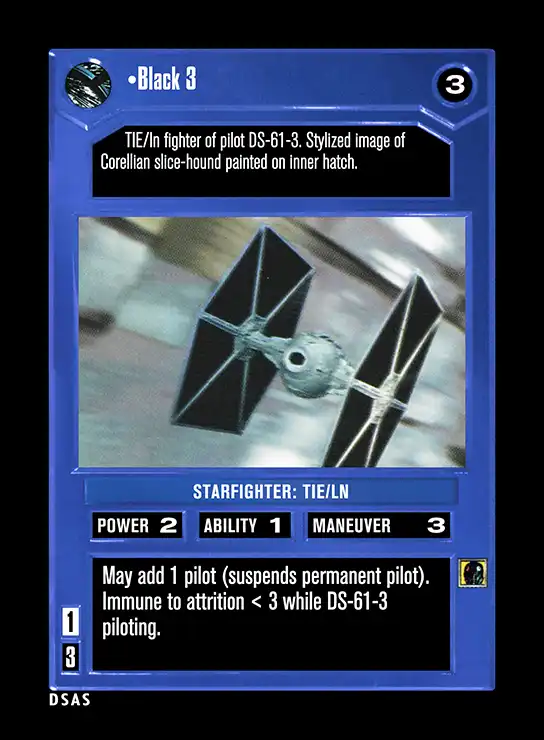 •Black 3
3
TIE/ln fighter of pilot DS-61-3. Stylized image of
Corellian slice-hound painted on inner hatch.
STARFIGHTER: TIE/LN
POWER 2 ABILITY 1 MANEUVER 3
May add 1 pilot (suspends permanent pilot).
Immune to attrition < 3 while DS-61-3
piloting.
1
3
DSAS